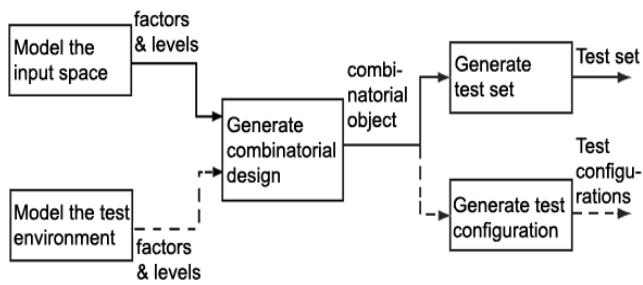 factors
& levels
Model the
input space
combi-
natorial
object
Generate
test set
Test set
Generate
combinatorial
design
Test
configu-
rations
Model the test
environment
factors
& levels
Generate test
configuration